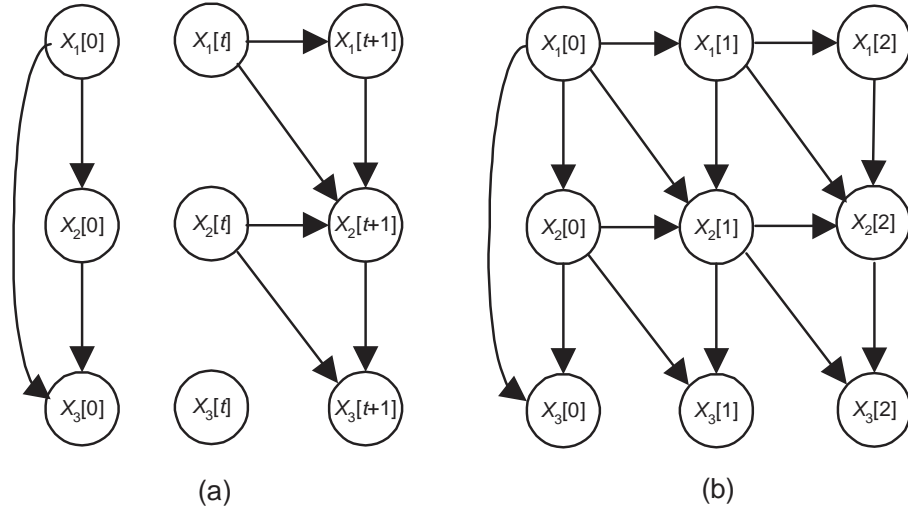 X1[0] X1[t] X1[t+1] X1[0] X1[1] X1[2]
X2[0] X2[t] X2[t+1] X2[0] X2[1] X2[2]
X3[0] X3[t] X3[t+1] X3[0] X3[1] X3[2]
(a) (b)